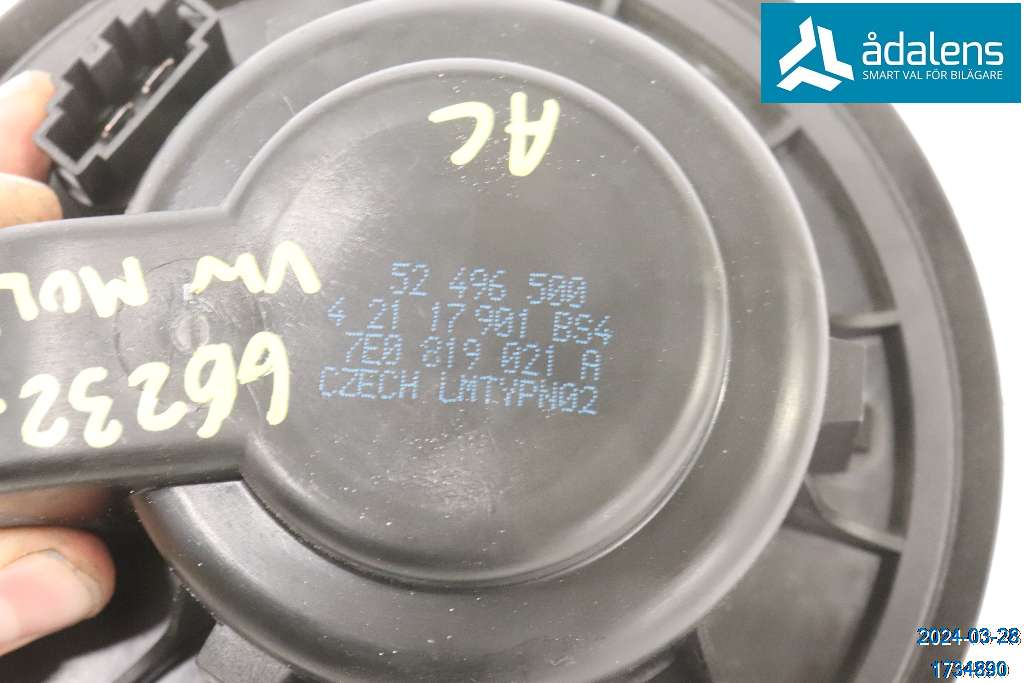 ådalens
SMART VAL FÖR BILÄGARE
AC
52 496 500
4 21 17 901 BS4
7E0 819 021 A
CZECH LMTYPN02
VW MUL
66232-
2024-03-28